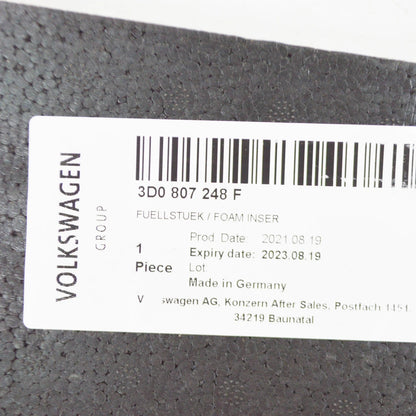 VOLKSWAGEN
GROUP
3D0 807 248 F
FUELLSTUEK / FOAM INSER
Prod. Date: 2021.08.19
1 Expiry date: 2023.08.19
Piece Lot
Made in Germany
V swagen AG, Konzern After Sales, Postfach 1451,
34219 Baunatal